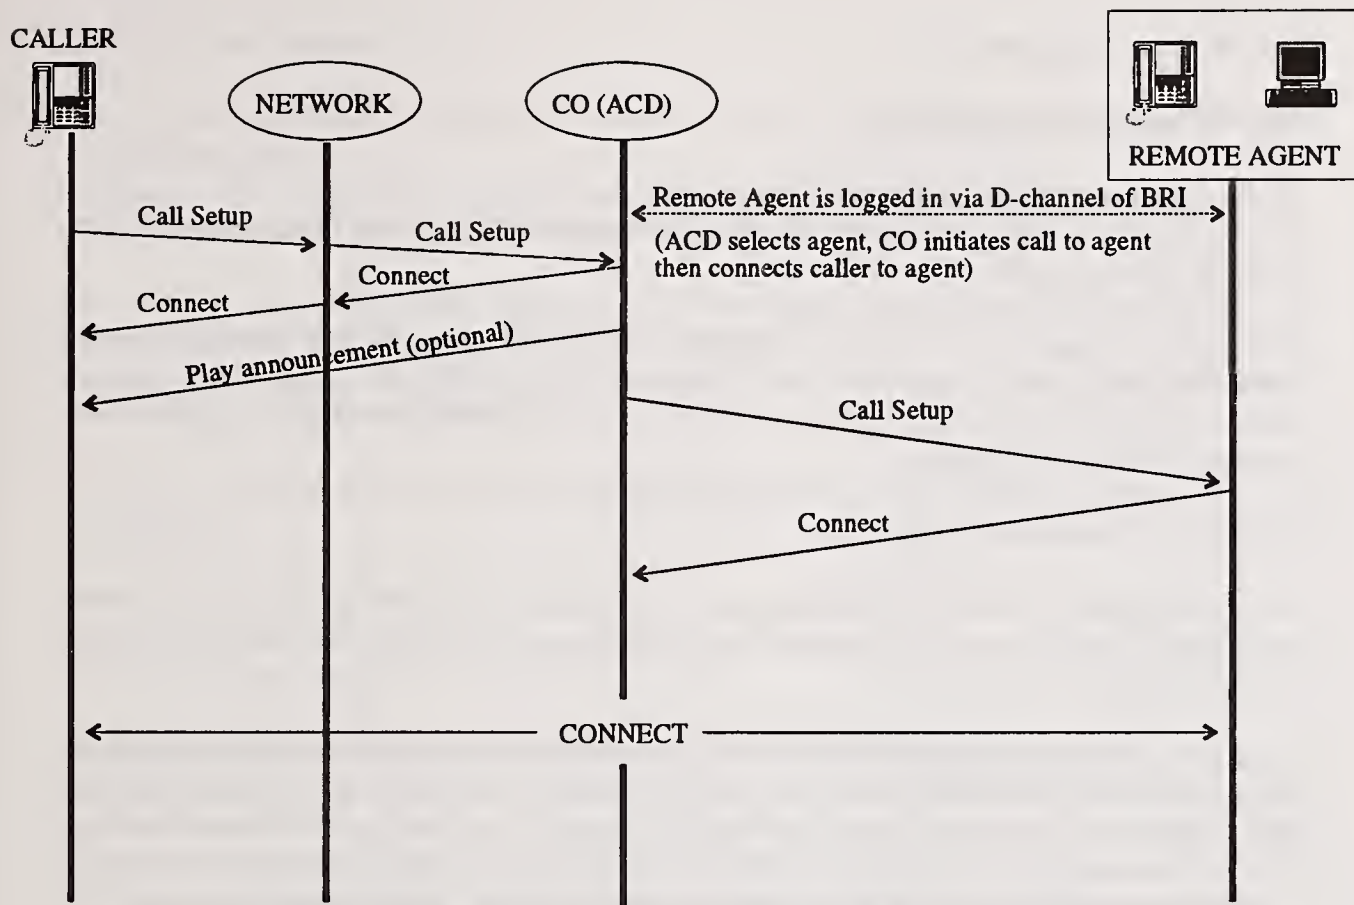 CALLER
NETWORK
CO (ACD)
REMOTE AGENT
Remote Agent is logged in via D-channel of BRI
(ACD selects agent, CO initiates call to agent
then connects caller to agent)
Call Setup
Call Setup
Connect
Connect
Play announcement (optional)
Call Setup
Connect
CONNECT